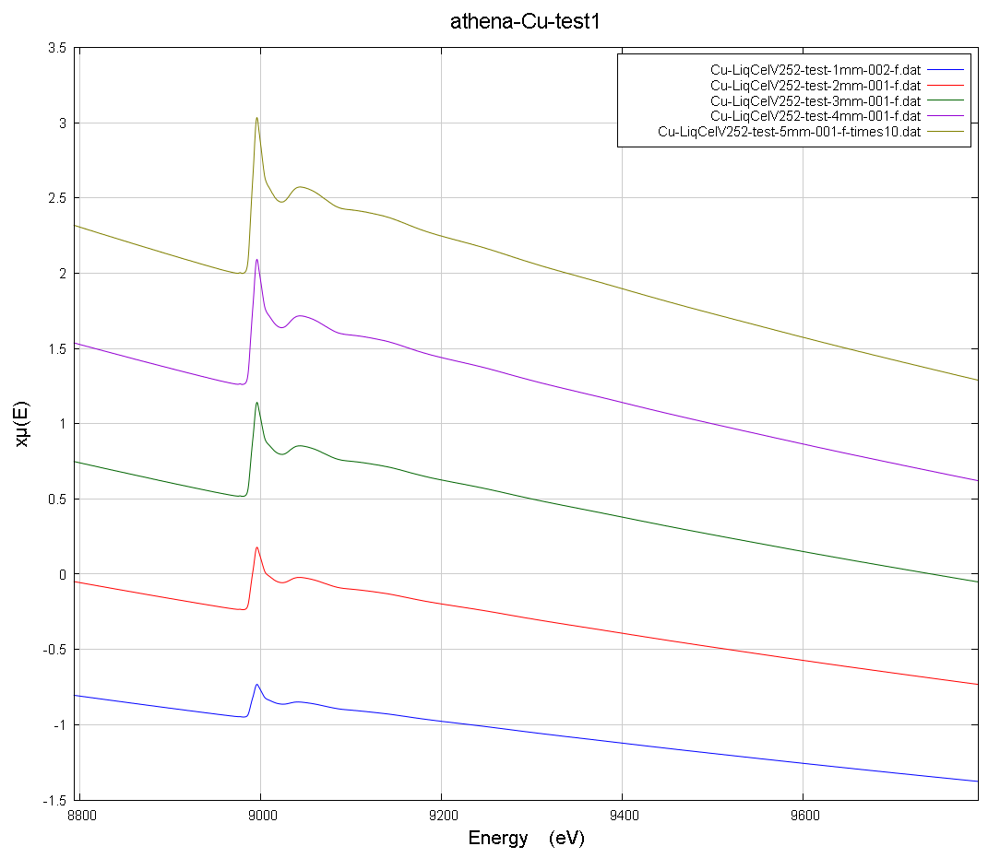 athena-Cu-test1
3.5
Cu-LiqCelV252-test-1mm-002-f.dat
Cu-LiqCelV252-test-2mm-001-f.dat
Cu-LiqCelV252-test-3mm-001-f.dat
Cu-LiqCelV252-test-4mm-001-f.dat
Cu-LiqCelV252-test-5mm-001-f-times10.dat
3
2.5
2
1.5
1
xμ(E)
0.5
0
-0.5
-1
-1.5
8800 9000 9200 9400 9600
Energy (eV)